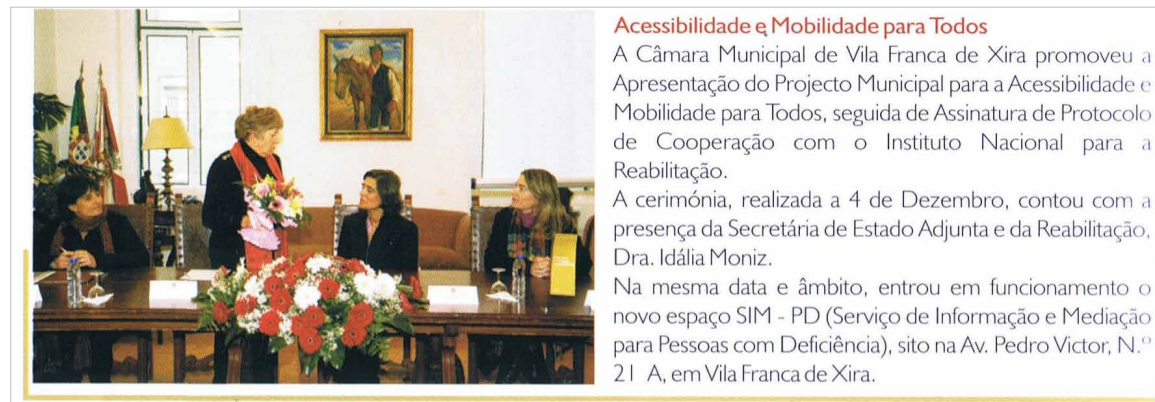 Acessibilidade e Mobilidade para Todos
A Câmara Municipal de Vila Franca de Xira promoveu a
Apresentação do Projecto Municipal para a Acessibilidade e
Mobilidade para Todos, seguida de Assinatura de Protocolo
de Cooperação com o Instituto Nacional para a
Reabilitação.
A cerimónia, realizada a 4 de Dezembro, contou com a
presença da Secretária de Estado Adjunta e da Reabilitação,
Dra. Idália Moniz.
Na mesma data e âmbito, entrou em funcionamento o
novo espaço SIM - PD (Serviço de Informação e Mediação
para Pessoas com Deficiência), sito na Av. Pedro Victor, N.º
21 A, em Vila Franca de Xira.